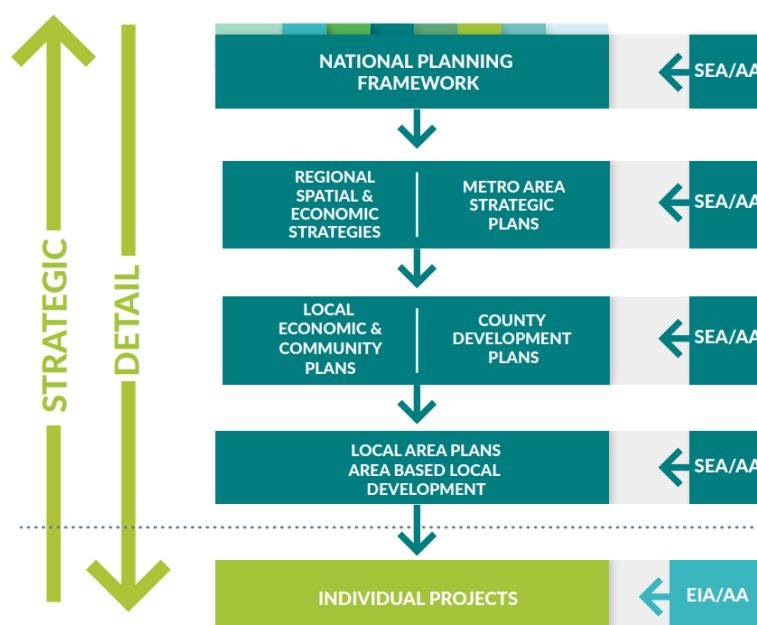 STRATEGIC
DETAIL
NATIONAL PLANNING
FRAMEWORK
SEA/AA
REGIONAL
SPATIAL &
ECONOMIC
STRATEGIES
METRO AREA
STRATEGIC
PLANS
SEA/AA
LOCAL
ECONOMIC &
COMMUNITY
PLANS
COUNTY
DEVELOPMENT
PLANS
SEA/AA
LOCAL AREA PLANS
AREA BASED LOCAL
DEVELOPMENT
SEA/AA
INDIVIDUAL PROJECTS
EIA/AA